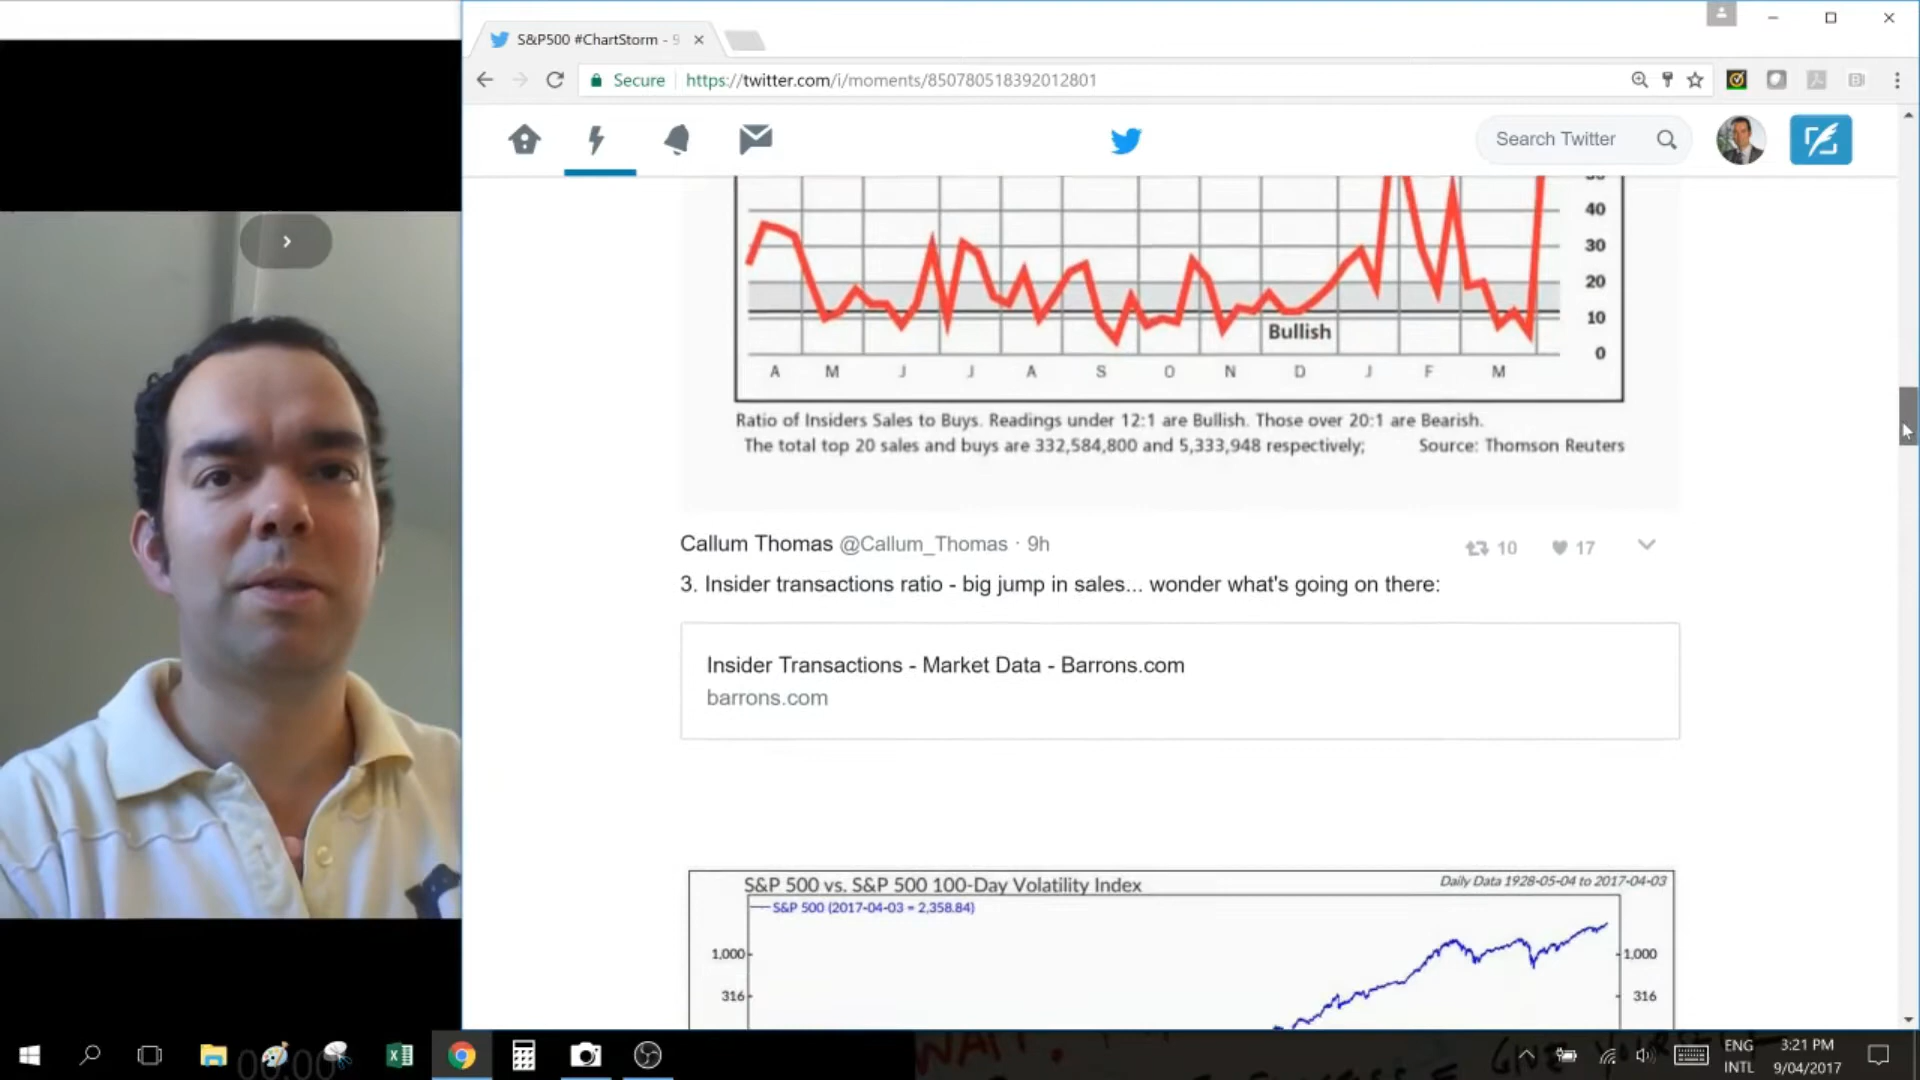 S&P500 #ChartStorm - 9
Secure https://twitter.com/i/moments/850780518392012801
Search Twitter
40
30
20
10
0
Bullish
A M J J A S O N D J F M
Ratio of Insiders Sales to Buys. Readings under 12:1 are Bullish. Those over 20:1 are Bearish.
The total top 20 sales and buys are 332,584,800 and 5,333,948 respectively; Source: Thomson Reuters
Callum Thomas @Callum_Thomas · 9h
10 17
3. Insider transactions ratio - big jump in sales... wonder what's going on there:
Insider Transactions - Market Data - Barrons.com
barrons.com
S&P 500 vs. S&P 500 100-Day Volatility Index
Daily Data 1928-05-04 to 2017-04-03
S&P 500 (2017-04-03 = 2,358.84)
1,000 1,000
316 316
ENG
INTL
3:21 PM
9/04/2017